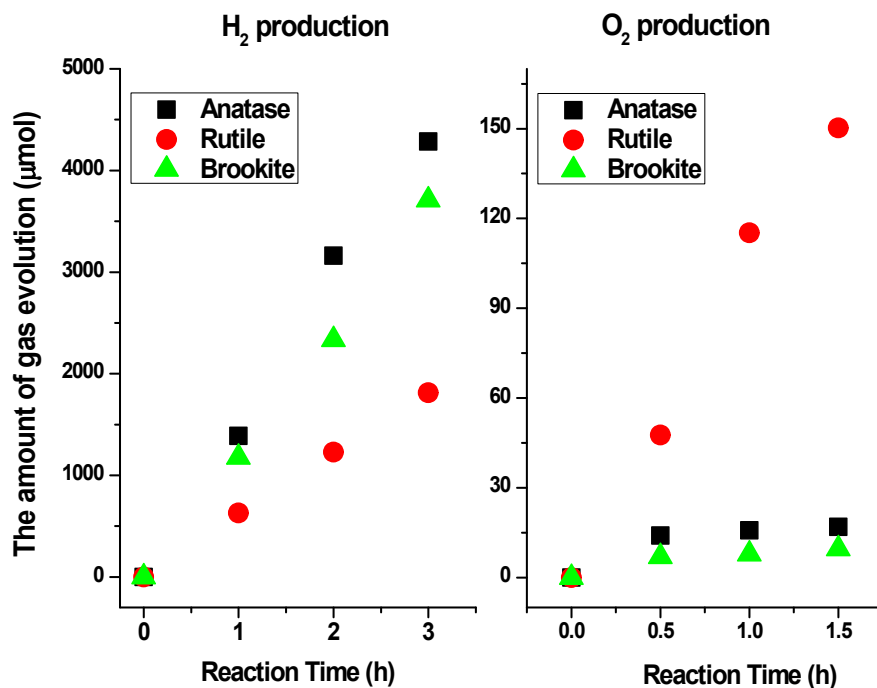 H₂ production
O₂ production
The amount of gas evolution (μmol)
5000
4000
3000
2000
1000
0
Anatase
Rutile
Brookite
0
1
2
3
Reaction Time (h)
150
120
90
60
30
0
Anatase
Rutile
Brookite
0.0
0.5
1.0
1.5
Reaction Time (h)